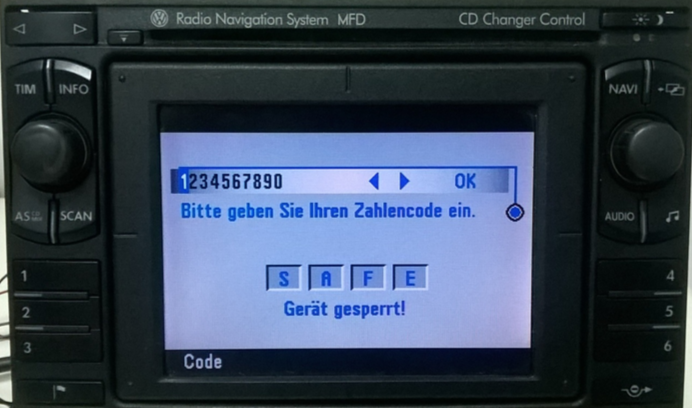 Radio Navigation System MFD CD Changer Control
TIM INFO
NAVI
1234567890 OK
Bitte geben Sie Ihren Zahlencode ein.
AS SCAN
AUDIO
S A F E
Gerät gesperrt!
1
2
3
4
5
6
Code